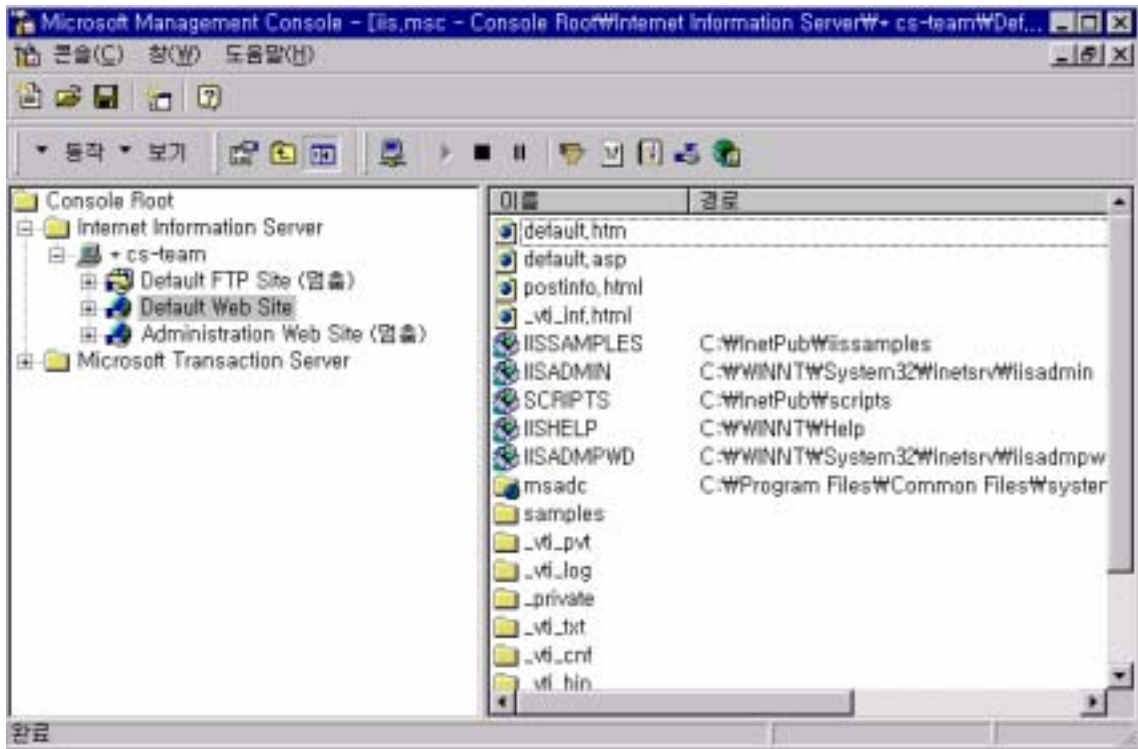 Microsoft Management Console - [iis.msc - Console Root₩Internet Information Server₩+ cs-team₩Def...
콘솔(C) 창(W) 도움말(H)
동작 보기
Console Root
Internet Information Server
+ cs-team
Default FTP Site (멈춤)
Default Web Site
Administration Web Site (멈춤)
Microsoft Transaction Server
이름 경로
default.htm
default.asp
postinfo.html
_vti_inf.html
IISSAMPLES C:₩InetPub₩iissamples
IISADMIN C:₩WINNT₩System32₩inetsrv₩iisadmin
SCRIPTS C:₩InetPub₩scripts
IISHELP C:₩WINNT₩Help
IISADMPWD C:₩WINNT₩System32₩inetsrv₩iisadmpw
msadc C:₩Program Files₩Common Files₩syster
samples
_vti_pvt
_vti_log
_private
_vti_txt
_vti_cnf
_vti_bin
완료